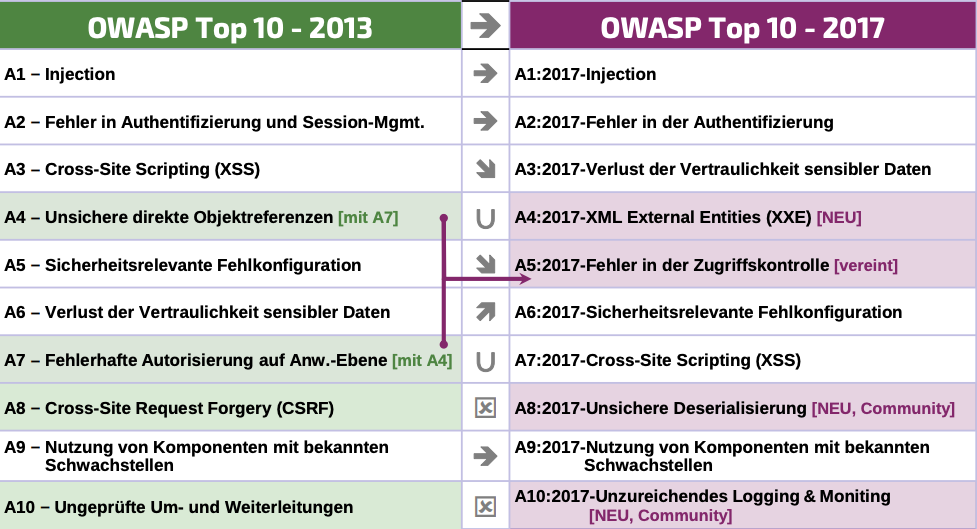 OWASP Top 10 - 2013 ➔ OWASP Top 10 - 2017
A1 – Injection ➔ A1:2017-Injection
A2 – Fehler in Authentifizierung und Session-Mgmt. ➔ A2:2017-Fehler in der Authentifizierung
A3 – Cross-Site Scripting (XSS) A3:2017-Verlust der Vertraulichkeit sensibler Daten
A4 – Unsichere direkte Objektreferenzen [mit A7] U A4:2017-XML External Entities (XXE) [NEU]
A5 – Sicherheitsrelevante Fehlkonfiguration A5:2017-Fehler in der Zugriffskontrolle [vereint]
A6 – Verlust der Vertraulichkeit sensibler Daten A6:2017-Sicherheitsrelevante Fehlkonfiguration
A7 – Fehlerhafte Autorisierung auf Anw.-Ebene [mit A4] U A7:2017-Cross-Site Scripting (XSS)
A8 – Cross-Site Request Forgery (CSRF) A8:2017-Unsichere Deserialisierung [NEU, Community]
A9 – Nutzung von Komponenten mit bekannten A9:2017-Nutzung von Komponenten mit bekannten
Schwachstellen Schwachstellen
A10 – Ungeprüfte Um- und Weiterleitungen A10:2017-Unzureichendes Logging & Moniting
[NEU, Community]